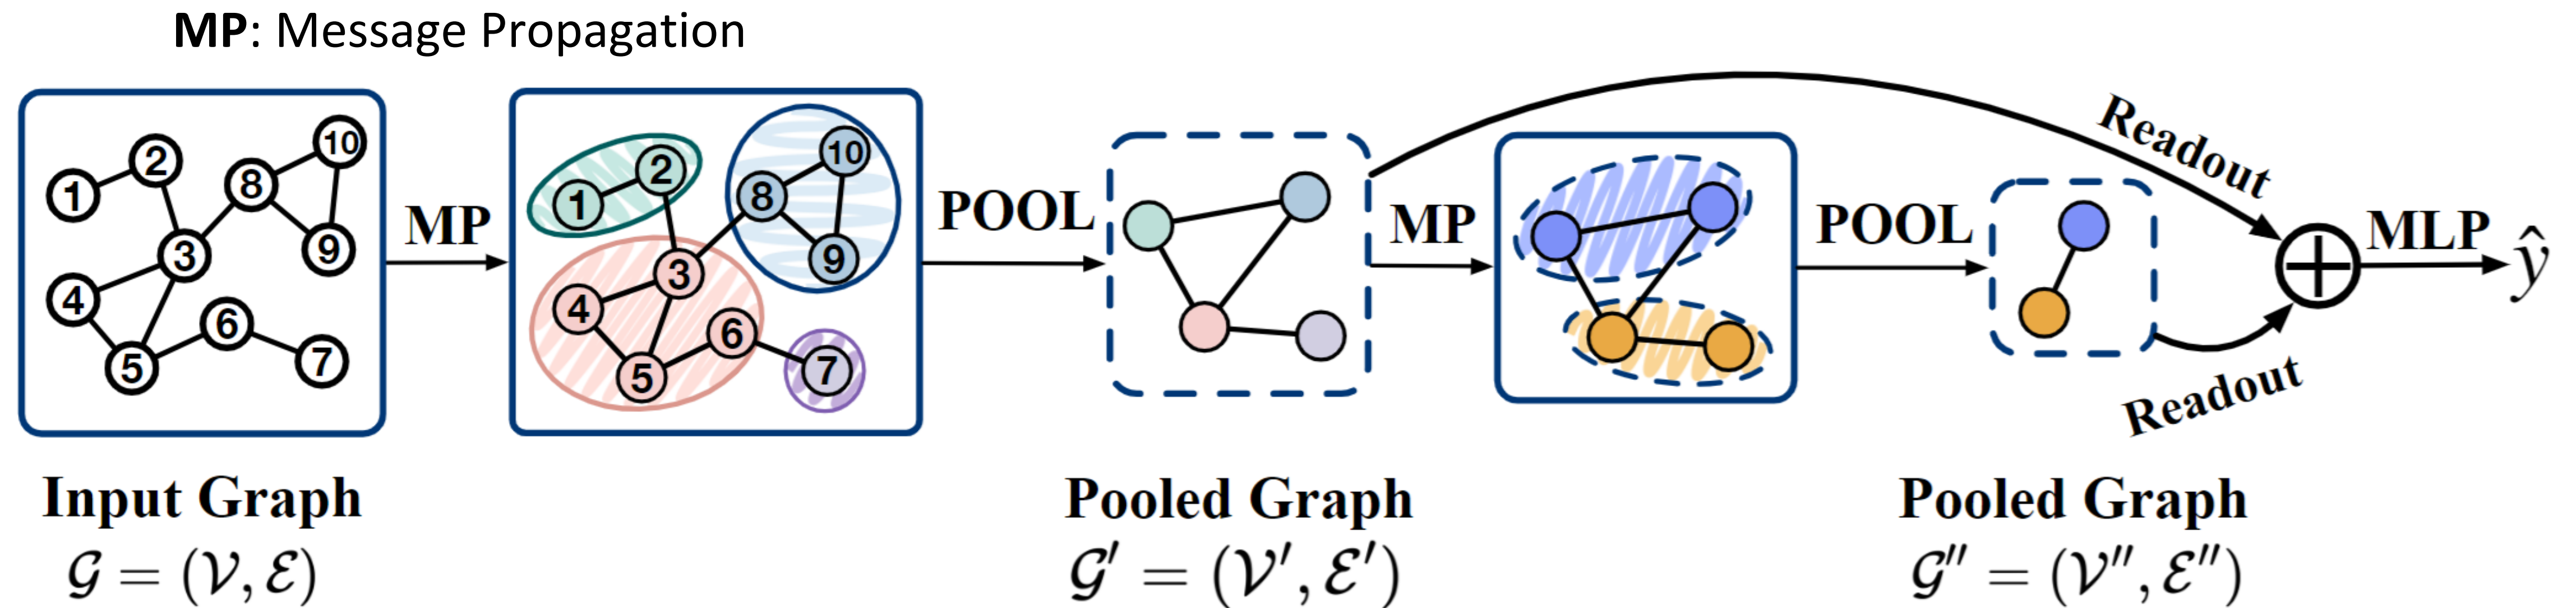 MP: Message Propagation
1
2
3
4
5
6
7
8
9
10
MP
1
2
3
4
5
6
7
8
9
10
POOL
MP
POOL
Readout
Readout
MLP
ŷ
Input Graph
𝒢 = (𝒱, ℰ)
Pooled Graph
𝒢′ = (𝒱′, ℰ′)
Pooled Graph
𝒢″ = (𝒱″, ℰ″)